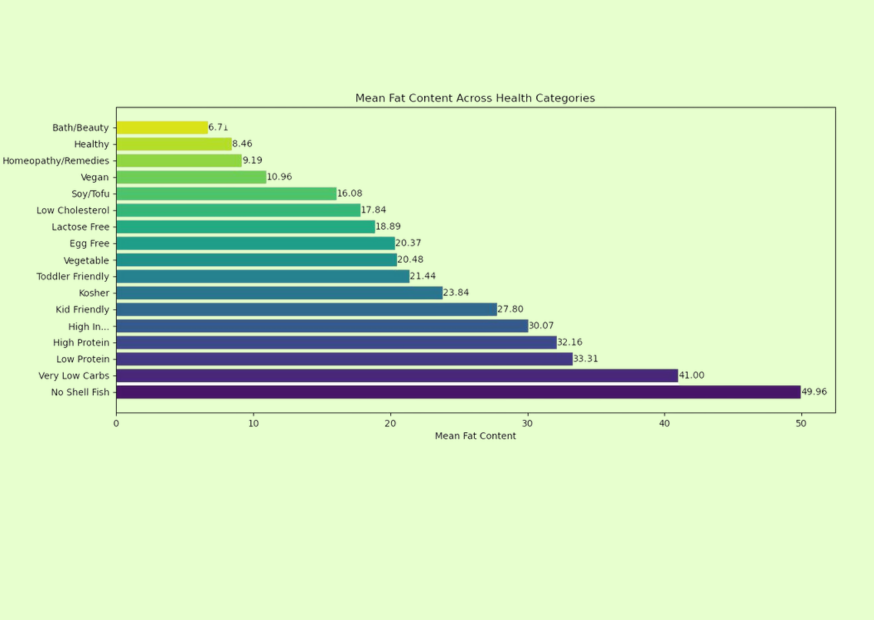 Mean Fat Content Across Health Categories
Bath/Beauty
Healthy 8.46
Homeopathy/Remedies 9.19
Vegan 10.96
Soy/Tofu 16.08
Low Cholesterol 17.84
Lactose Free 18.89
Egg Free 20.37
Vegetable 20.48
Toddler Friendly 21.44
Kosher 23.84
Kid Friendly 27.80
High In... 30.07
High Protein 32.16
Low Protein 33.31
Very Low Carbs 41.00
No Shell Fish 49.96
0 10 20 30 40 50
Mean Fat Content